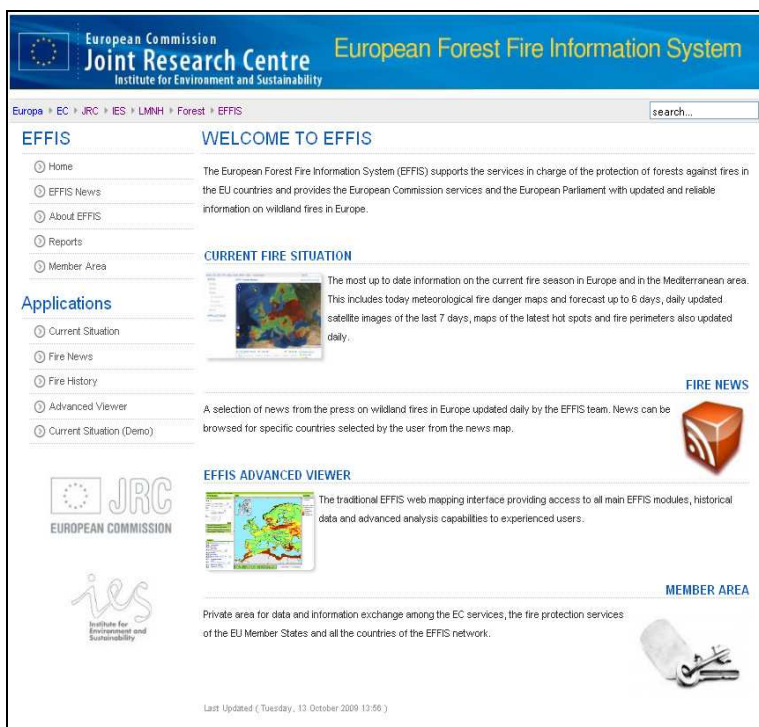 European Commission
Joint Research Centre
Institute for Environment and Sustainability
European Forest Fire Information System
Europa EC JRC IES LMNH Forest EFFIS
search...
EFFIS
Home
EFFIS News
About EFFIS
Reports
Member Area
Applications
Current Situation
Fire News
Fire History
Advanced Viewer
Current Situation (Demo)
JRC
EUROPEAN COMMISSION
ies
Institute for
Environment and
Sustainability
WELCOME TO EFFIS
The European Forest Fire Information System (EFFIS) supports the services in charge of the protection of forests against fires in
the EU countries and provides the European Commission services and the European Parliament with updated and reliable
information on wildland fires in Europe.
CURRENT FIRE SITUATION
The most up to date information on the current fire season in Europe and in the Mediterranean area.
This includes today meteorological fire danger maps and forecast up to 6 days, daily updated
satellite images of the last 7 days, maps of the latest hot spots and fire perimeters also updated
daily.
FIRE NEWS
A selection of news from the press on wildland fires in Europe updated daily by the EFFIS team. News can be
browsed for specific countries selected by the user from the news map.
EFFIS ADVANCED VIEWER
The traditional EFFIS web mapping interface providing access to all main EFFIS modules, historical
data and advanced analysis capabilities to experienced users.
MEMBER AREA
Private area for data and information exchange among the EC services, the fire protection services
of the EU Member States and all the countries of the EFFIS network.
Last Updated ( Tuesday, 13 October 2009 13:56 )